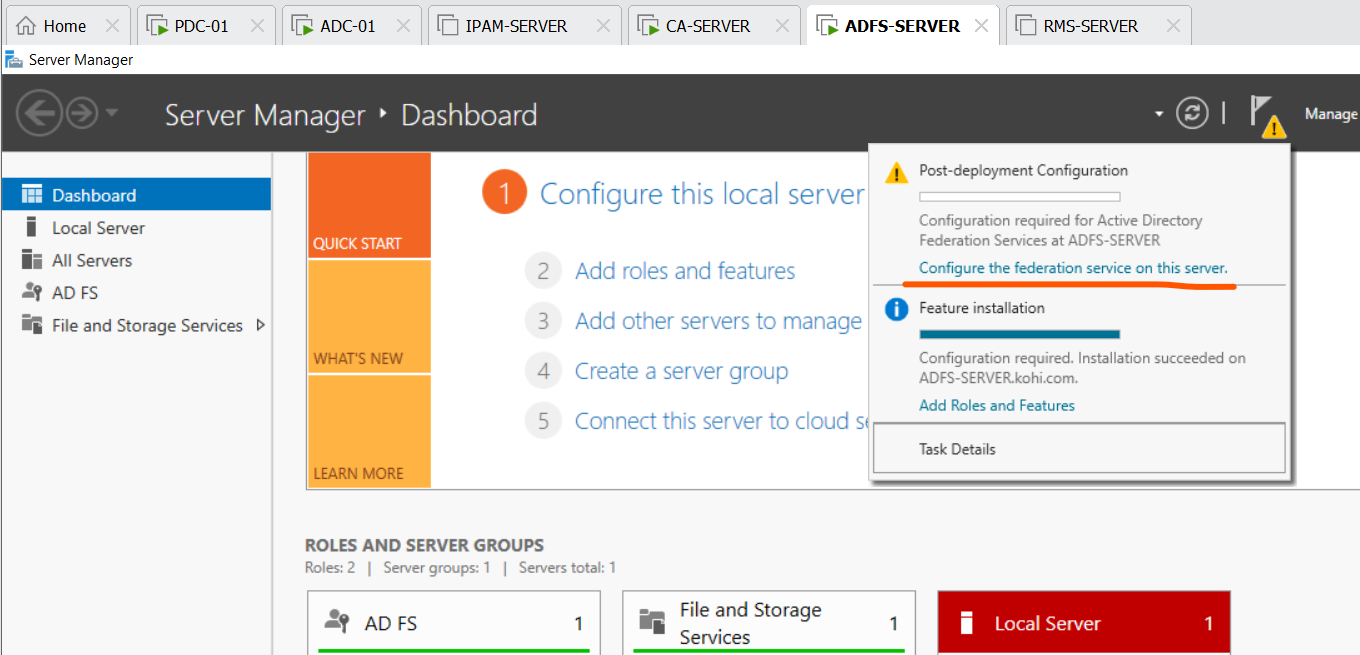 Home
PDC-01
ADC-01
IPAM-SERVER
CA-SERVER
ADFS-SERVER
RMS-SERVER
Server Manager
Server Manager
Dashboard
Manage
Dashboard
Local Server
All Servers
AD FS
File and Storage Services
QUICK START
WHAT'S NEW
LEARN MORE
1 Configure this local server
2 Add roles and features
3 Add other servers to manage
4 Create a server group
5 Connect this server to cloud se
Post-deployment Configuration
Configuration required for Active Directory
Federation Services at ADFS-SERVER
Configure the federation service on this server.
Feature installation
Configuration required. Installation succeeded on
ADFS-SERVER.kohi.com.
Add Roles and Features
Task Details
ROLES AND SERVER GROUPS
Roles: 2 | Server groups: 1 | Servers total: 1
AD FS 1
File and Storage
Services 1
Local Server 1